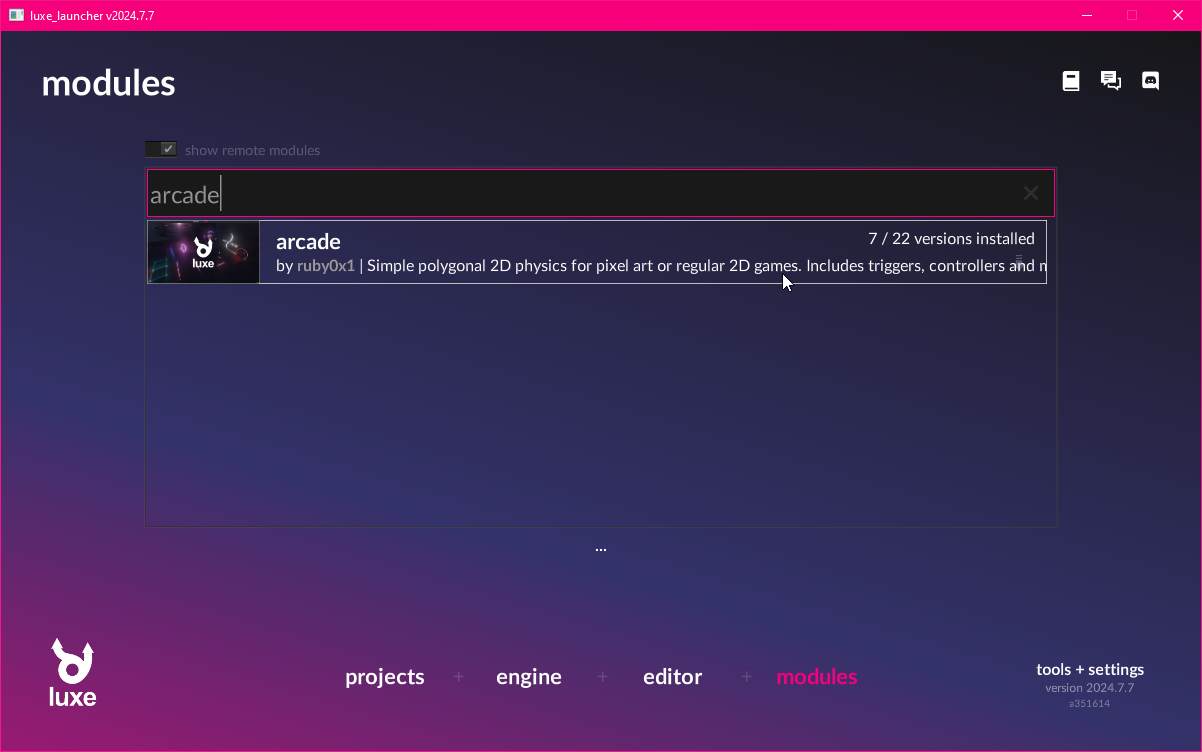 luxe_launcher v2024.7.7
modules
show remote modules
arcade
luxe
arcade
7 / 22 versions installed
by ruby0x1 | Simple polygonal 2D physics for pixel art or regular 2D games. Includes triggers, controllers and m
...
luxe
projects + engine + editor + modules
tools + settings
version 2024.7.7
a351614